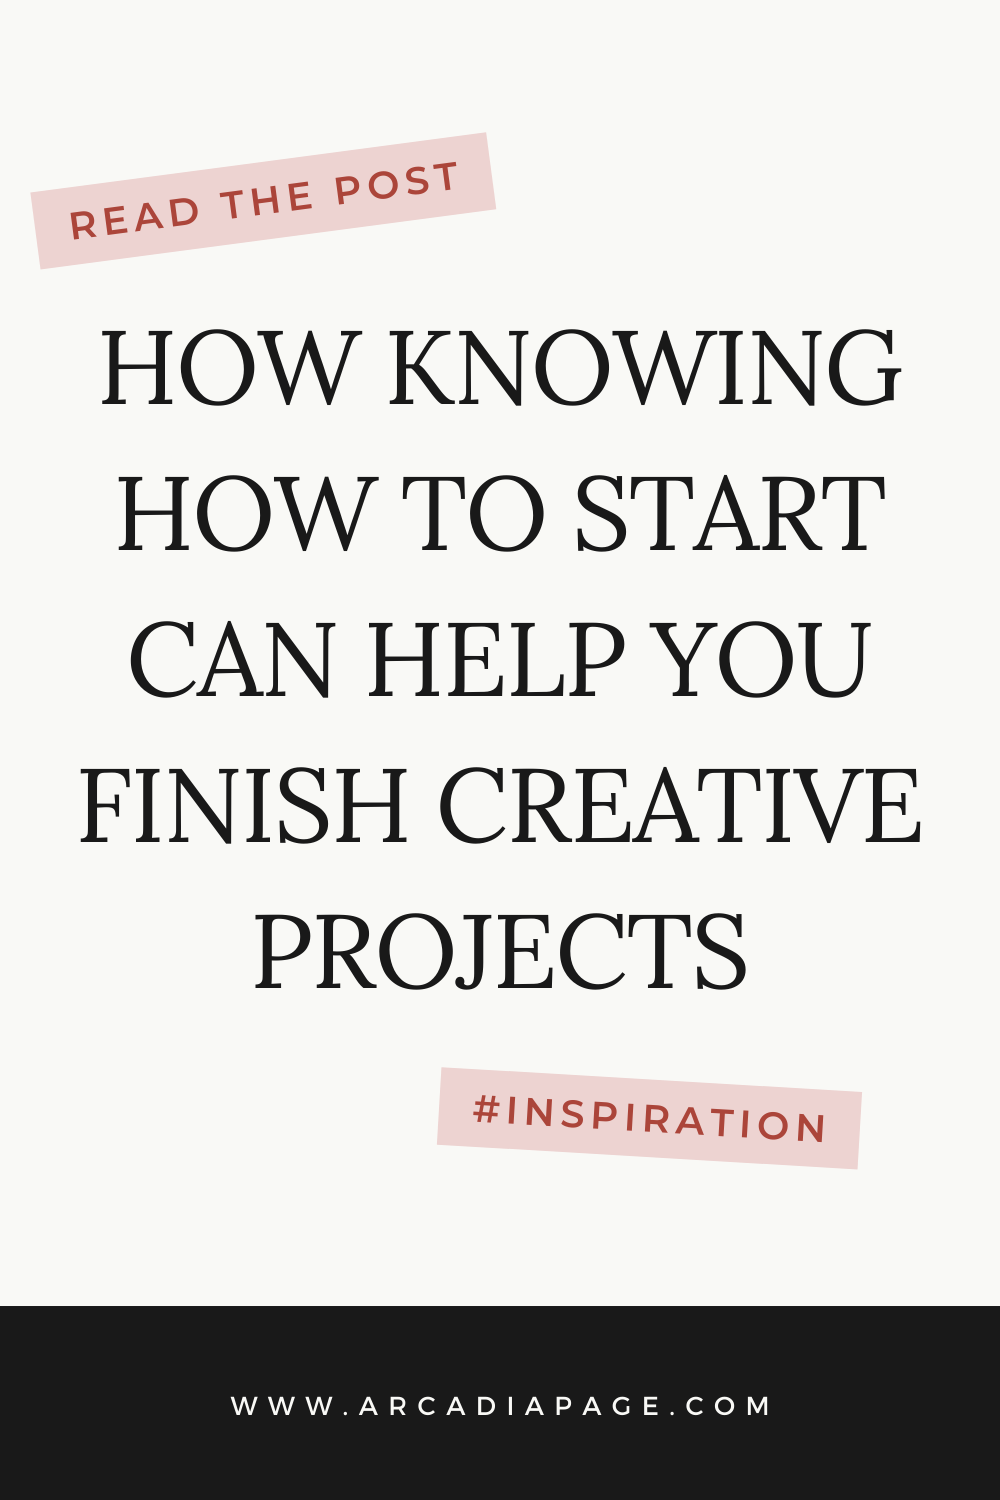 READ THE POST
HOW KNOWING
HOW TO START
CAN HELP YOU
FINISH CREATIVE
PROJECTS
#INSPIRATION
WWW.ARCADIAPAGE.COM